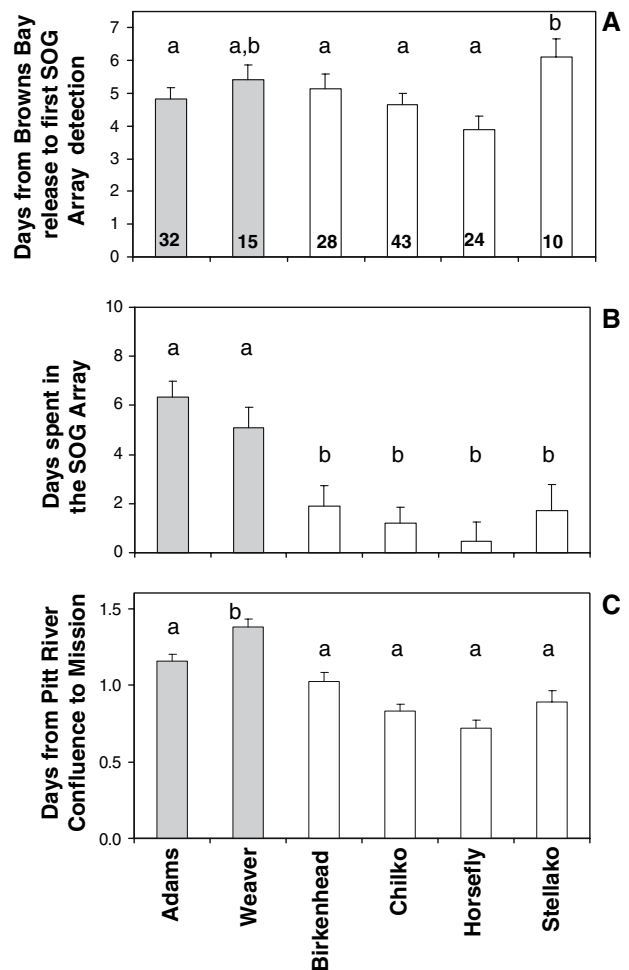 A
Days from Browns Bay
release to first SOG
Array detection
7
6
5
4
3
2
1
0
a a,b a a a b
32 15 28 43 24 10
B
Days spent in
the SOG Array
10
8
6
4
2
0
a a b b b b
C
Days from Pitt River
Confluence to Mission
1.5
1.0
0.5
0.0
a b a a a a
Adams
Weaver
Birkenhead
Chilko
Horsefly
Stellako